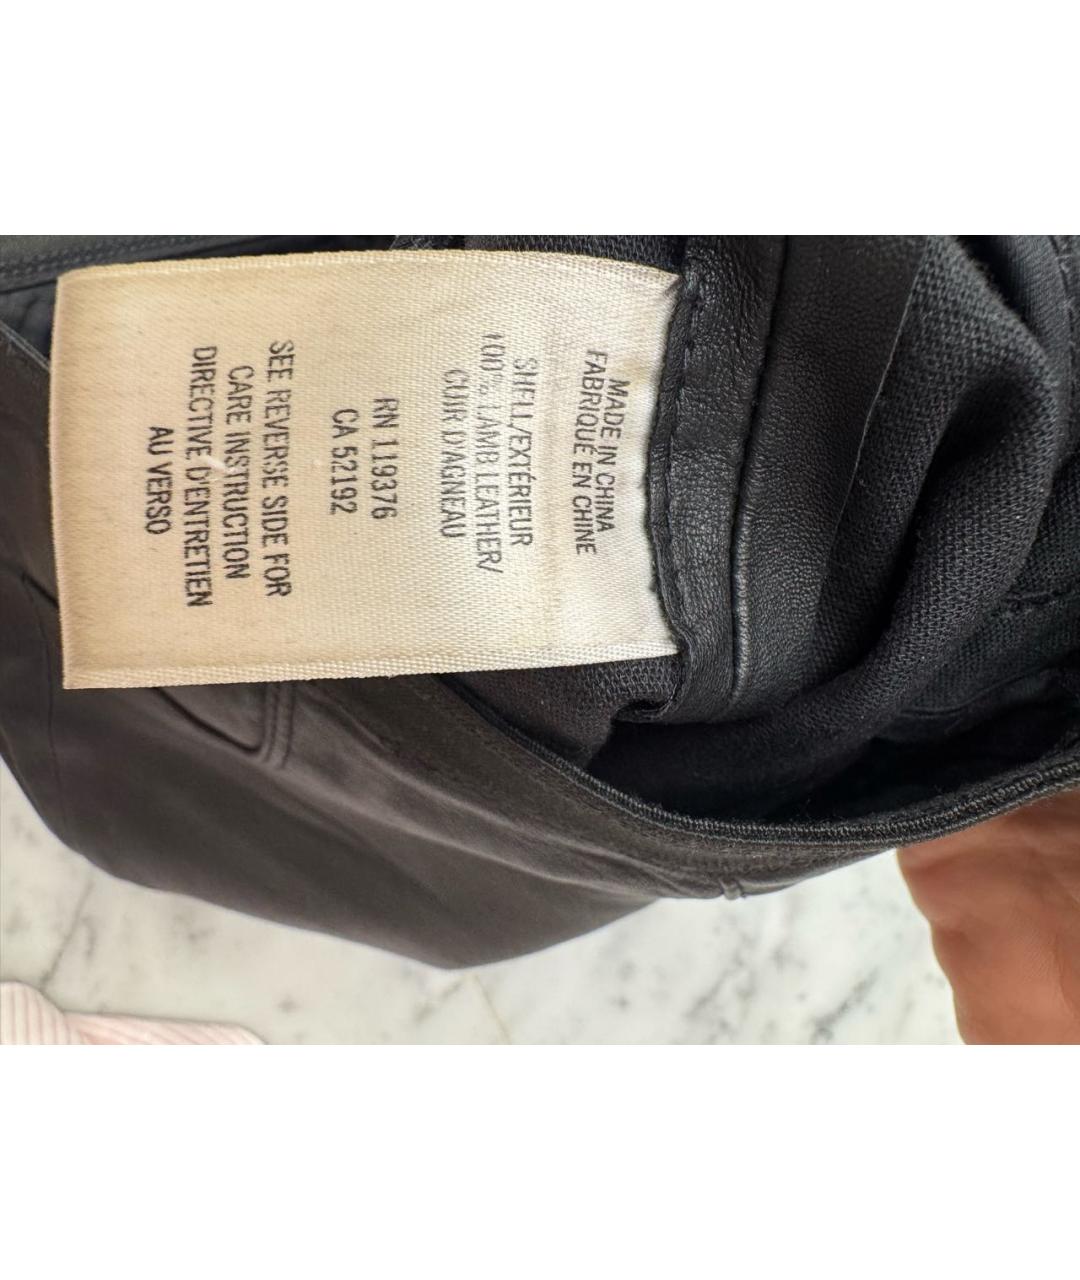 MADE IN CHINA
FABRIQUÉ EN CHINE
SHELL/EXTÉRIEUR
100% LAMB LEATHER/
CUIR D'AGNEAU
RN 119376
CA 52192
SEE REVERSE SIDE FOR
CARE INSTRUCTION
DIRECTIVE D'ENTRETIEN
AU VERSO